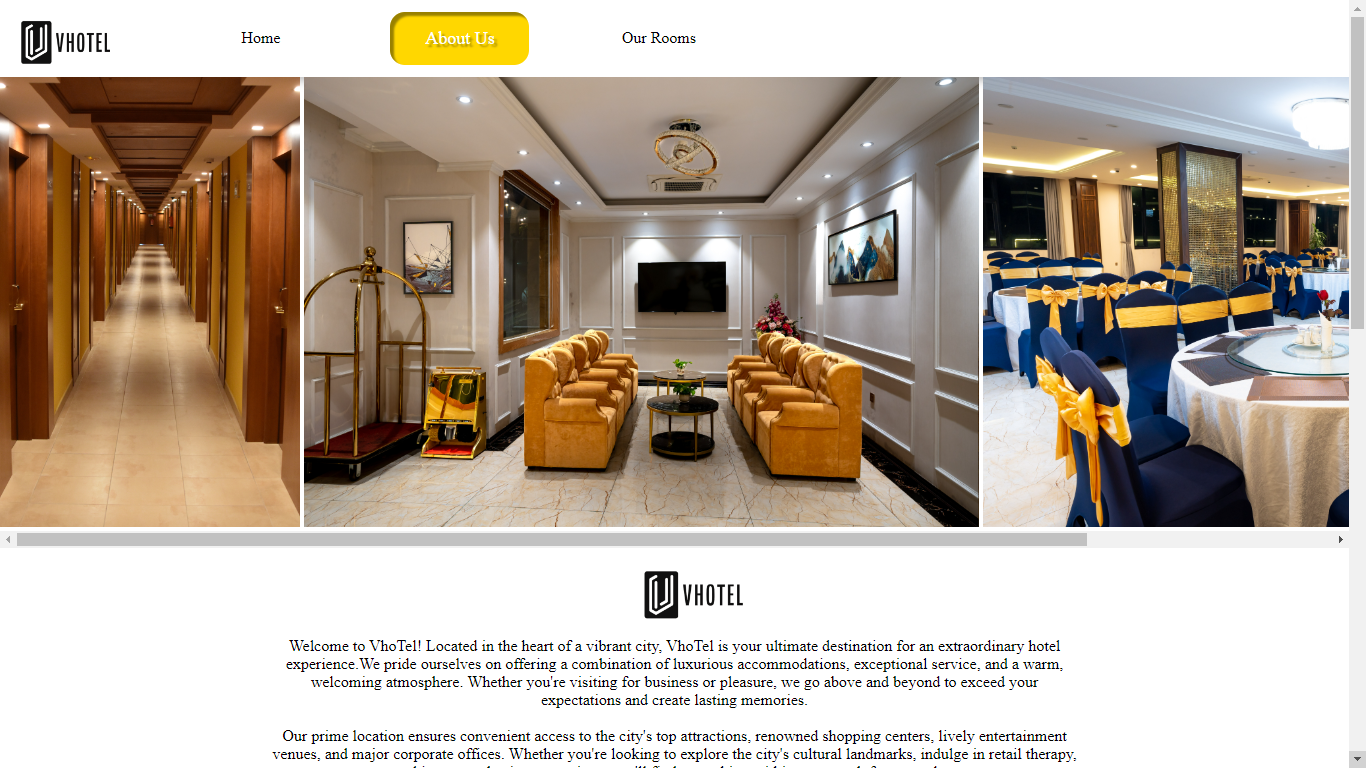 VHOTEL
Home
About Us
Our Rooms
VHOTEL
Welcome to VhoTel! Located in the heart of a vibrant city, VhoTel is your ultimate destination for an extraordinary hotel
experience.We pride ourselves on offering a combination of luxurious accommodations, exceptional service, and a warm,
welcoming atmosphere. Whether you're visiting for business or pleasure, we go above and beyond to exceed your
expectations and create lasting memories.
Our prime location ensures convenient access to the city's top attractions, renowned shopping centers, lively entertainment
venues, and major corporate offices. Whether you're looking to explore the city's cultural landmarks, indulge in retail therapy,